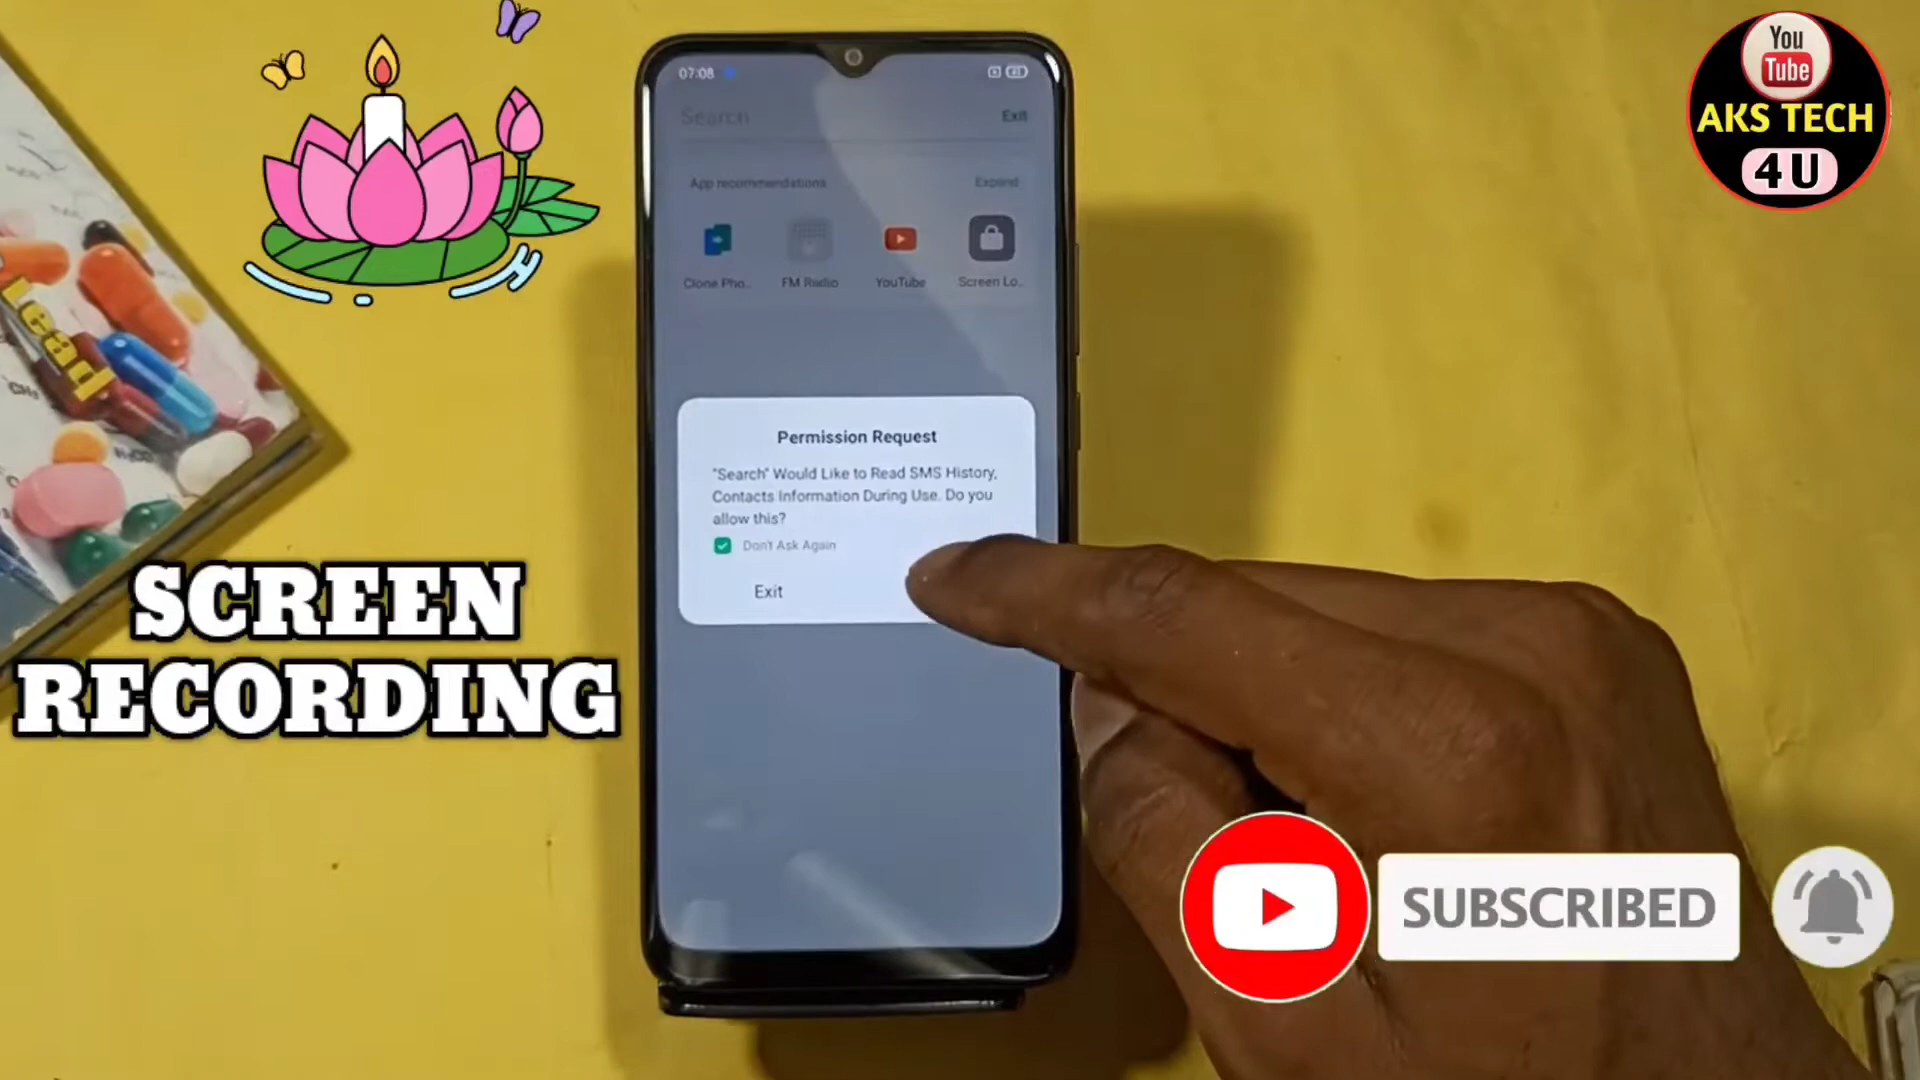 You
Tube
AKS TECH
4U
07:08
Search
Exit
App recommendations
Expand
Clone Pho..
FM Radio
YouTube
Screen Lo..
Permission Request
"Search" Would Like to Read SMS History,
Contacts Information During Use. Do you
allow this?
Don't Ask Again
Exit
SCREEN
RECORDING
SUBSCRIBED